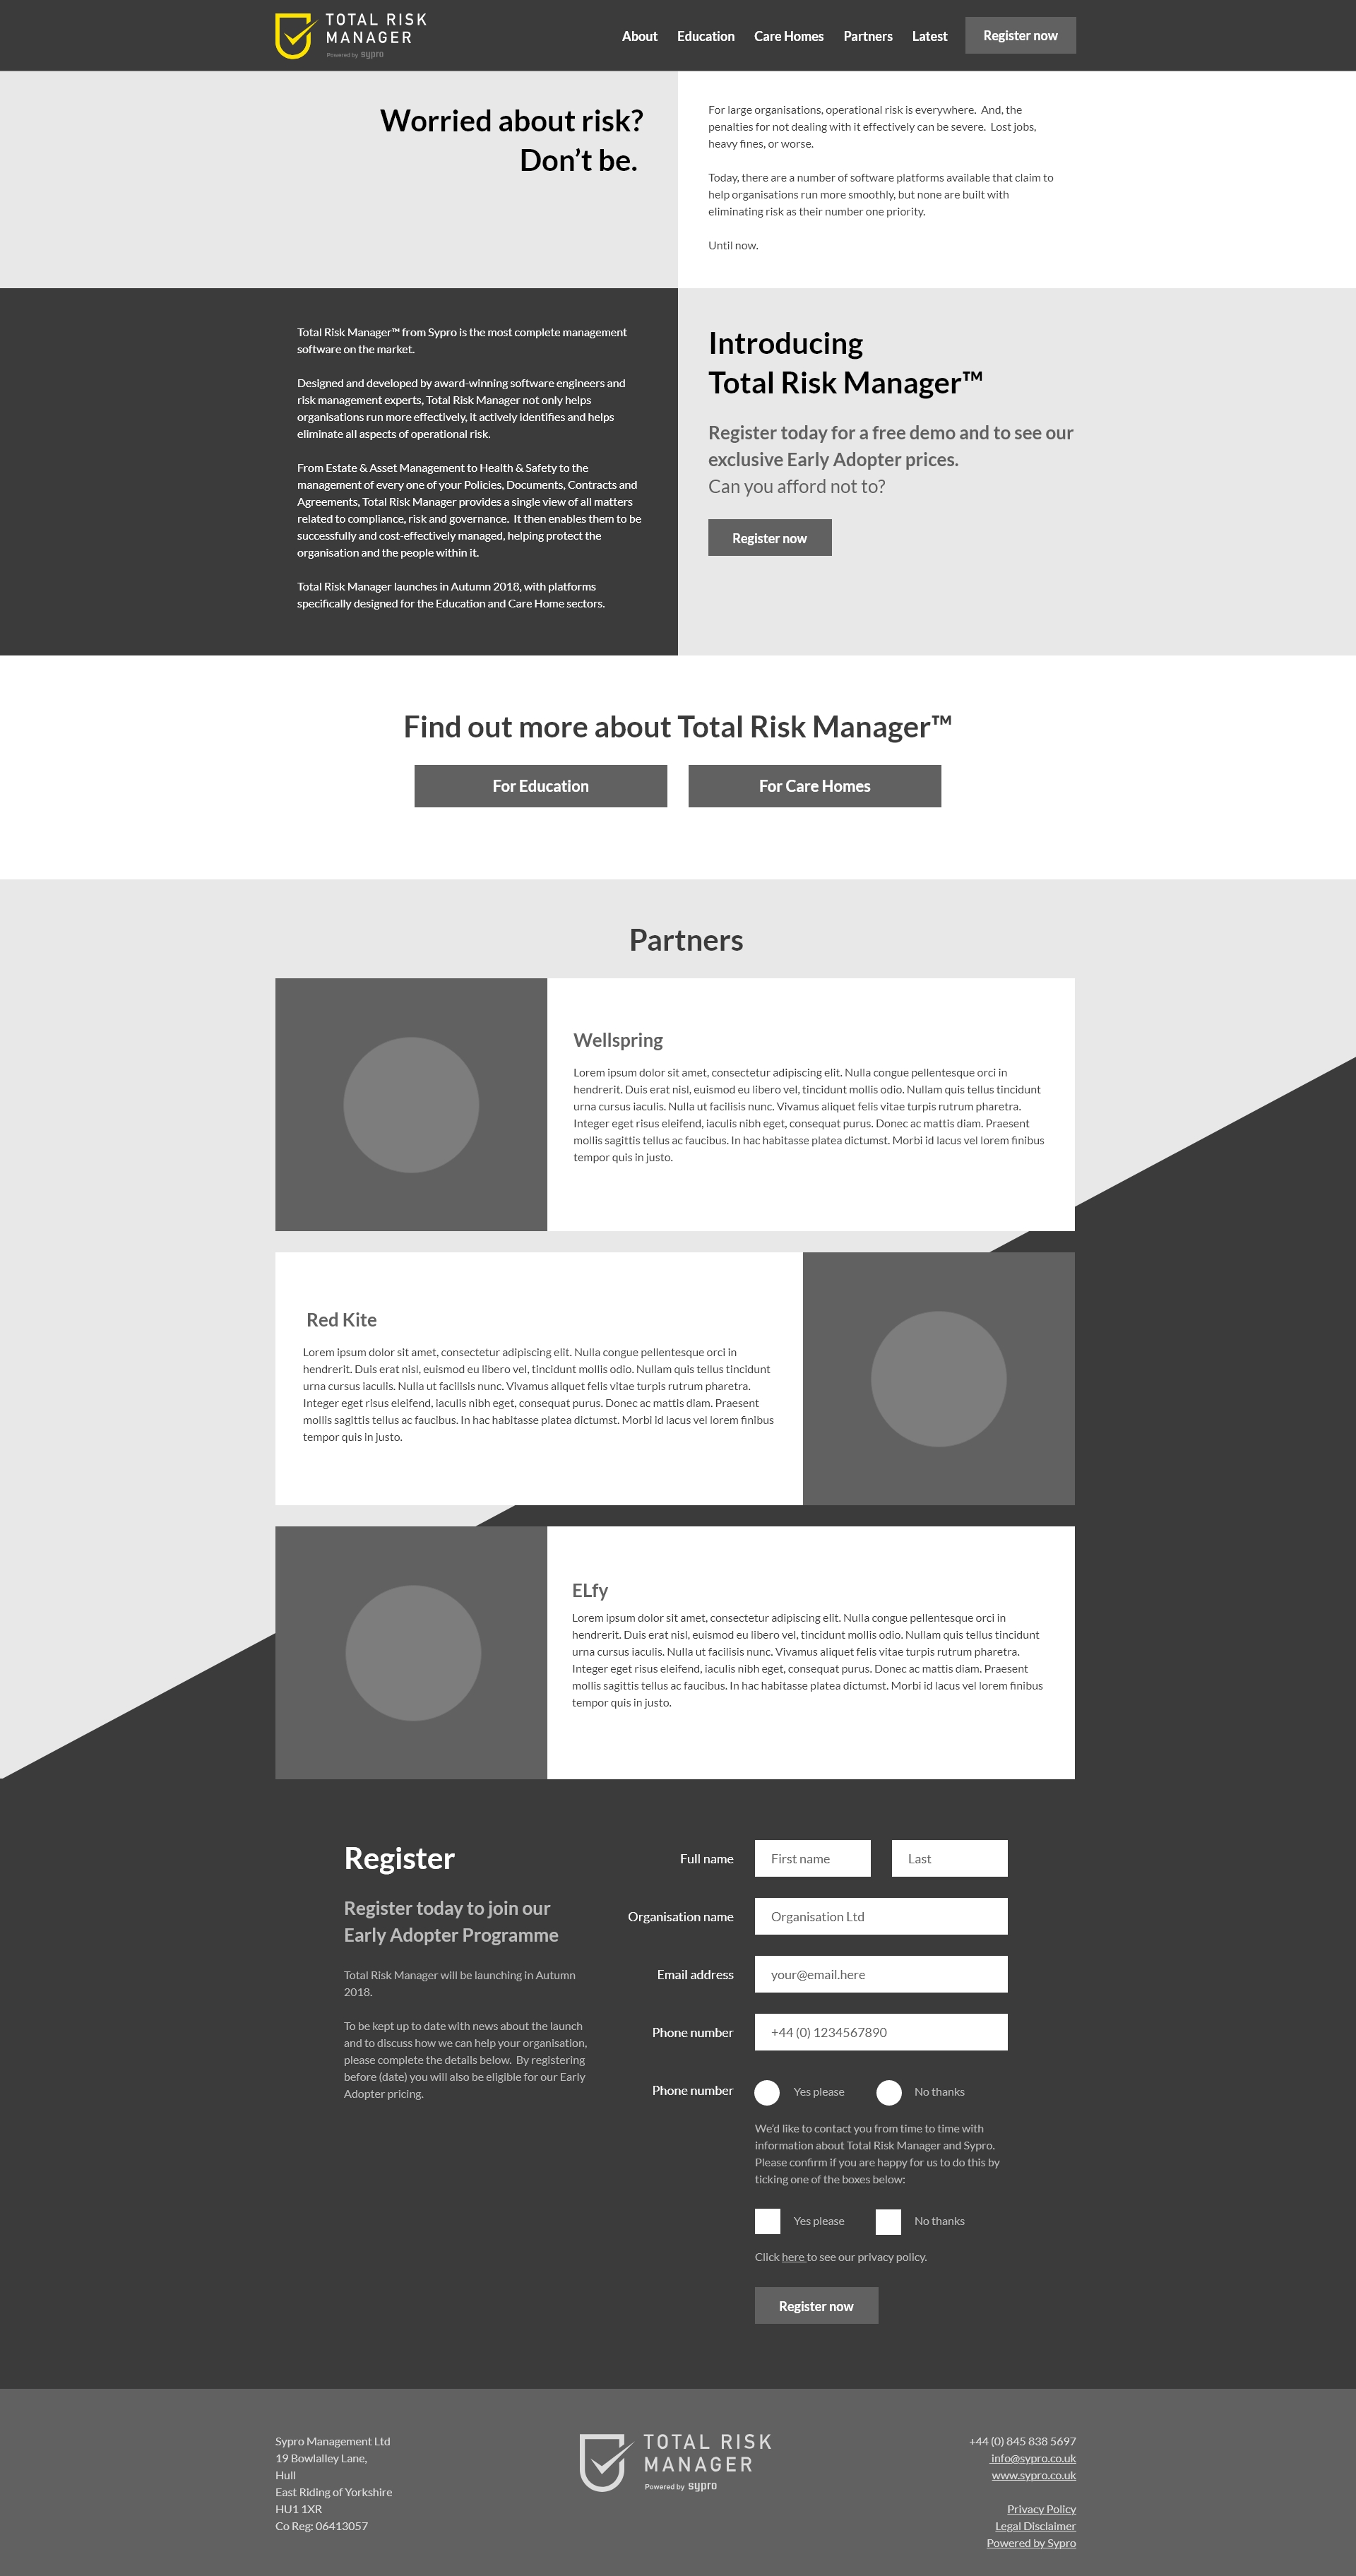 TOTAL RISK
MANAGER
Powered by sypro
About Education Care Homes Partners Latest Register now
Worried about risk?
Don’t be.
For large organisations, operational risk is everywhere. And, the
penalties for not dealing with it effectively can be severe. Lost jobs,
heavy fines, or worse.
Today, there are a number of software platforms available that claim to
help organisations run more smoothly, but none are built with
eliminating risk as their number one priority.
Until now.
Total Risk Manager™ from Sypro is the most complete management
software on the market.
Designed and developed by award-winning software engineers and
risk management experts, Total Risk Manager not only helps
organisations run more effectively, it actively identifies and helps
eliminate all aspects of operational risk.
From Estate & Asset Management to Health & Safety to the
management of every one of your Policies, Documents, Contracts and
Agreements, Total Risk Manager provides a single view of all matters
related to compliance, risk and governance. It then enables them to be
successfully and cost-effectively managed, helping protect the
organisation and the people within it.
Total Risk Manager launches in Autumn 2018, with platforms
specifically designed for the Education and Care Home sectors.
Introducing
Total Risk Manager™
Register today for a free demo and to see our
exclusive Early Adopter prices.
Can you afford not to?
Register now
Find out more about Total Risk Manager™
For Education For Care Homes
Partners
Wellspring
Lorem ipsum dolor sit amet, consectetur adipiscing elit. Nulla congue pellentesque orci in
hendrerit. Duis erat nisl, euismod eu libero vel, tincidunt mollis odio. Nullam quis tellus tincidunt
urna cursus iaculis. Nulla ut facilisis nunc. Vivamus aliquet felis vitae turpis rutrum pharetra.
Integer eget risus eleifend, iaculis nibh eget, consequat purus. Donec ac mattis diam. Praesent
mollis sagittis tellus ac faucibus. In hac habitasse platea dictumst. Morbi id lacus vel lorem finibus
tempor quis in justo.
Red Kite
Lorem ipsum dolor sit amet, consectetur adipiscing elit. Nulla congue pellentesque orci in
hendrerit. Duis erat nisl, euismod eu libero vel, tincidunt mollis odio. Nullam quis tellus tincidunt
urna cursus iaculis. Nulla ut facilisis nunc. Vivamus aliquet felis vitae turpis rutrum pharetra.
Integer eget risus eleifend, iaculis nibh eget, consequat purus. Donec ac mattis diam. Praesent
mollis sagittis tellus ac faucibus. In hac habitasse platea dictumst. Morbi id lacus vel lorem finibus
tempor quis in justo.
ELfy
Lorem ipsum dolor sit amet, consectetur adipiscing elit. Nulla congue pellentesque orci in
hendrerit. Duis erat nisl, euismod eu libero vel, tincidunt mollis odio. Nullam quis tellus tincidunt
urna cursus iaculis. Nulla ut facilisis nunc. Vivamus aliquet felis vitae turpis rutrum pharetra.
Integer eget risus eleifend, iaculis nibh eget, consequat purus. Donec ac mattis diam. Praesent
mollis sagittis tellus ac faucibus. In hac habitasse platea dictumst. Morbi id lacus vel lorem finibus
tempor quis in justo.
Register
Register today to join our
Early Adopter Programme
Total Risk Manager will be launching in Autumn
2018.
To be kept up to date with news about the launch
and to discuss how we can help your organisation,
please complete the details below. By registering
before (date) you will also be eligible for our Early
Adopter pricing.
Full name First name Last
Organisation name Organisation Ltd
Email address your@email.here
Phone number +44 (0) 1234567890
Phone number Yes please No thanks
We'd like to contact you from time to time with
information about Total Risk Manager and Sypro.
Please confirm if you are happy for us to do this by
ticking one of the boxes below:
Yes please No thanks
Click here to see our privacy policy.
Register now
Sypro Management Ltd
19 Bowlalley Lane,
Hull
East Riding of Yorkshire
HU1 1XR
Co Reg: 06413057
TOTAL RISK
MANAGER
Powered by sypro
+44 (0) 845 838 5697
info@sypro.co.uk
www.sypro.co.uk
Privacy Policy
Legal Disclaimer
Powered by Sypro